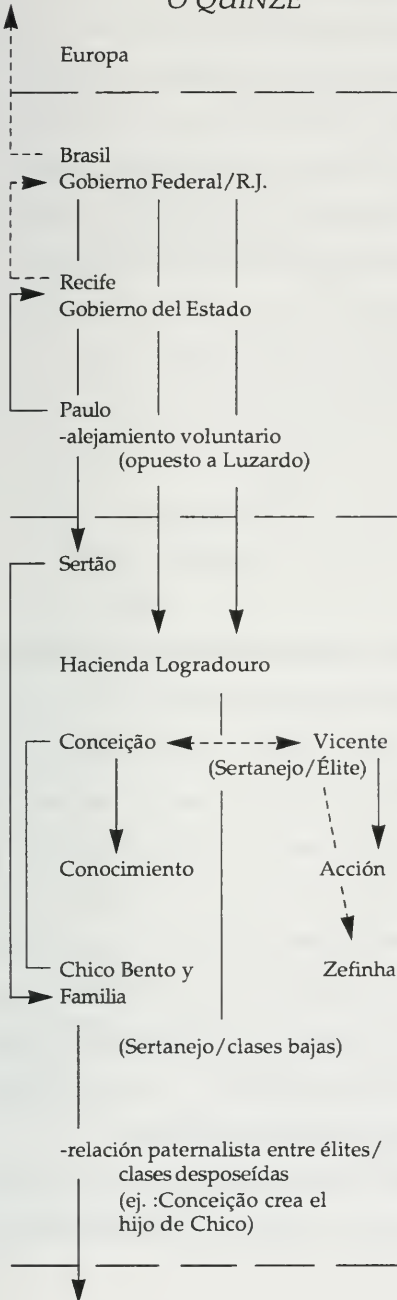 O QUINZE
Europa
Brasil
Gobierno Federal/R.J.
Recife
Gobierno del Estado
Paulo
-alejamiento voluntario
(opuesto a Luzardo)
Sertão
Hacienda Logradouro
Conceição
Vicente
(Sertanejo/Élite)
Conocimiento
Acción
Chico Bento y
Familia
Zefinha
(Sertanejo/clases bajas)
-relación paternalista entre élites/
clases desposeídas
(ej. :Conceição crea el
hijo de Chico)